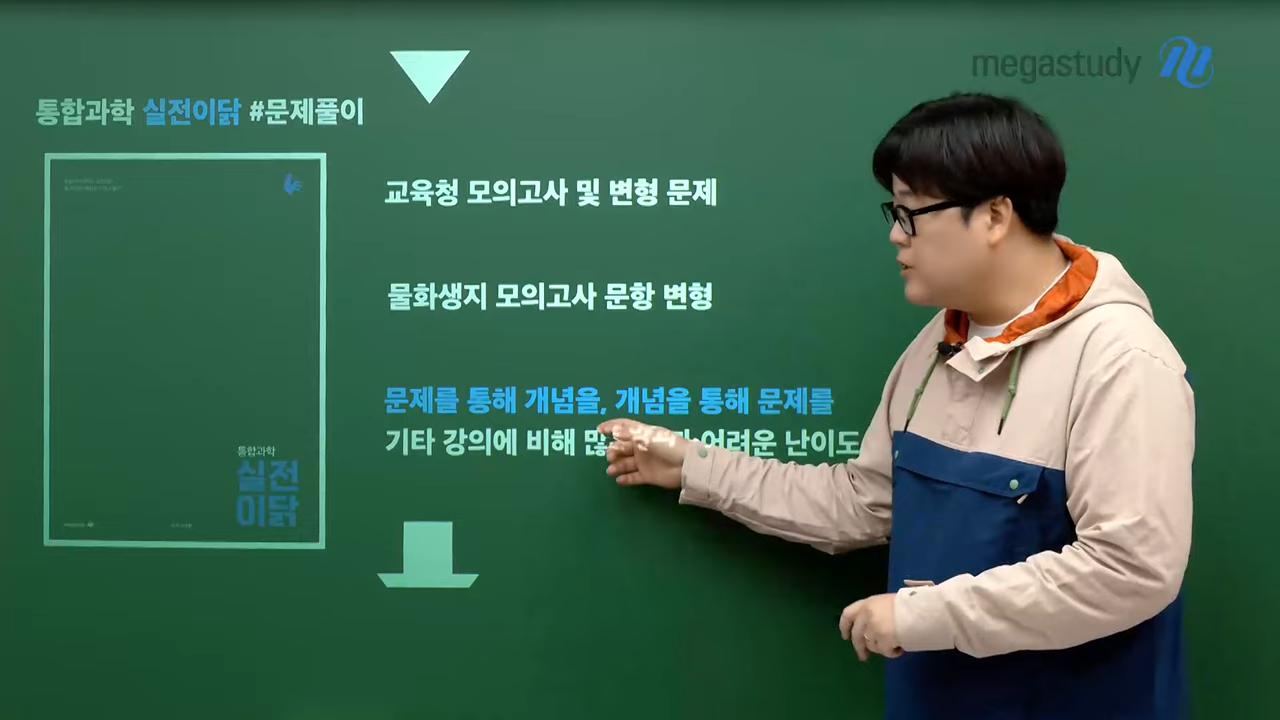 megastudy
통합과학 실전이닭 #문제풀이
교육청 모의고사 및 변형 문제
물화생지 모의고사 문항 변형
문제를 통해 개념을, 개념을 통해 문제를
기타 강의에 비해 어려운 난이도
통합과학
실전
이닭